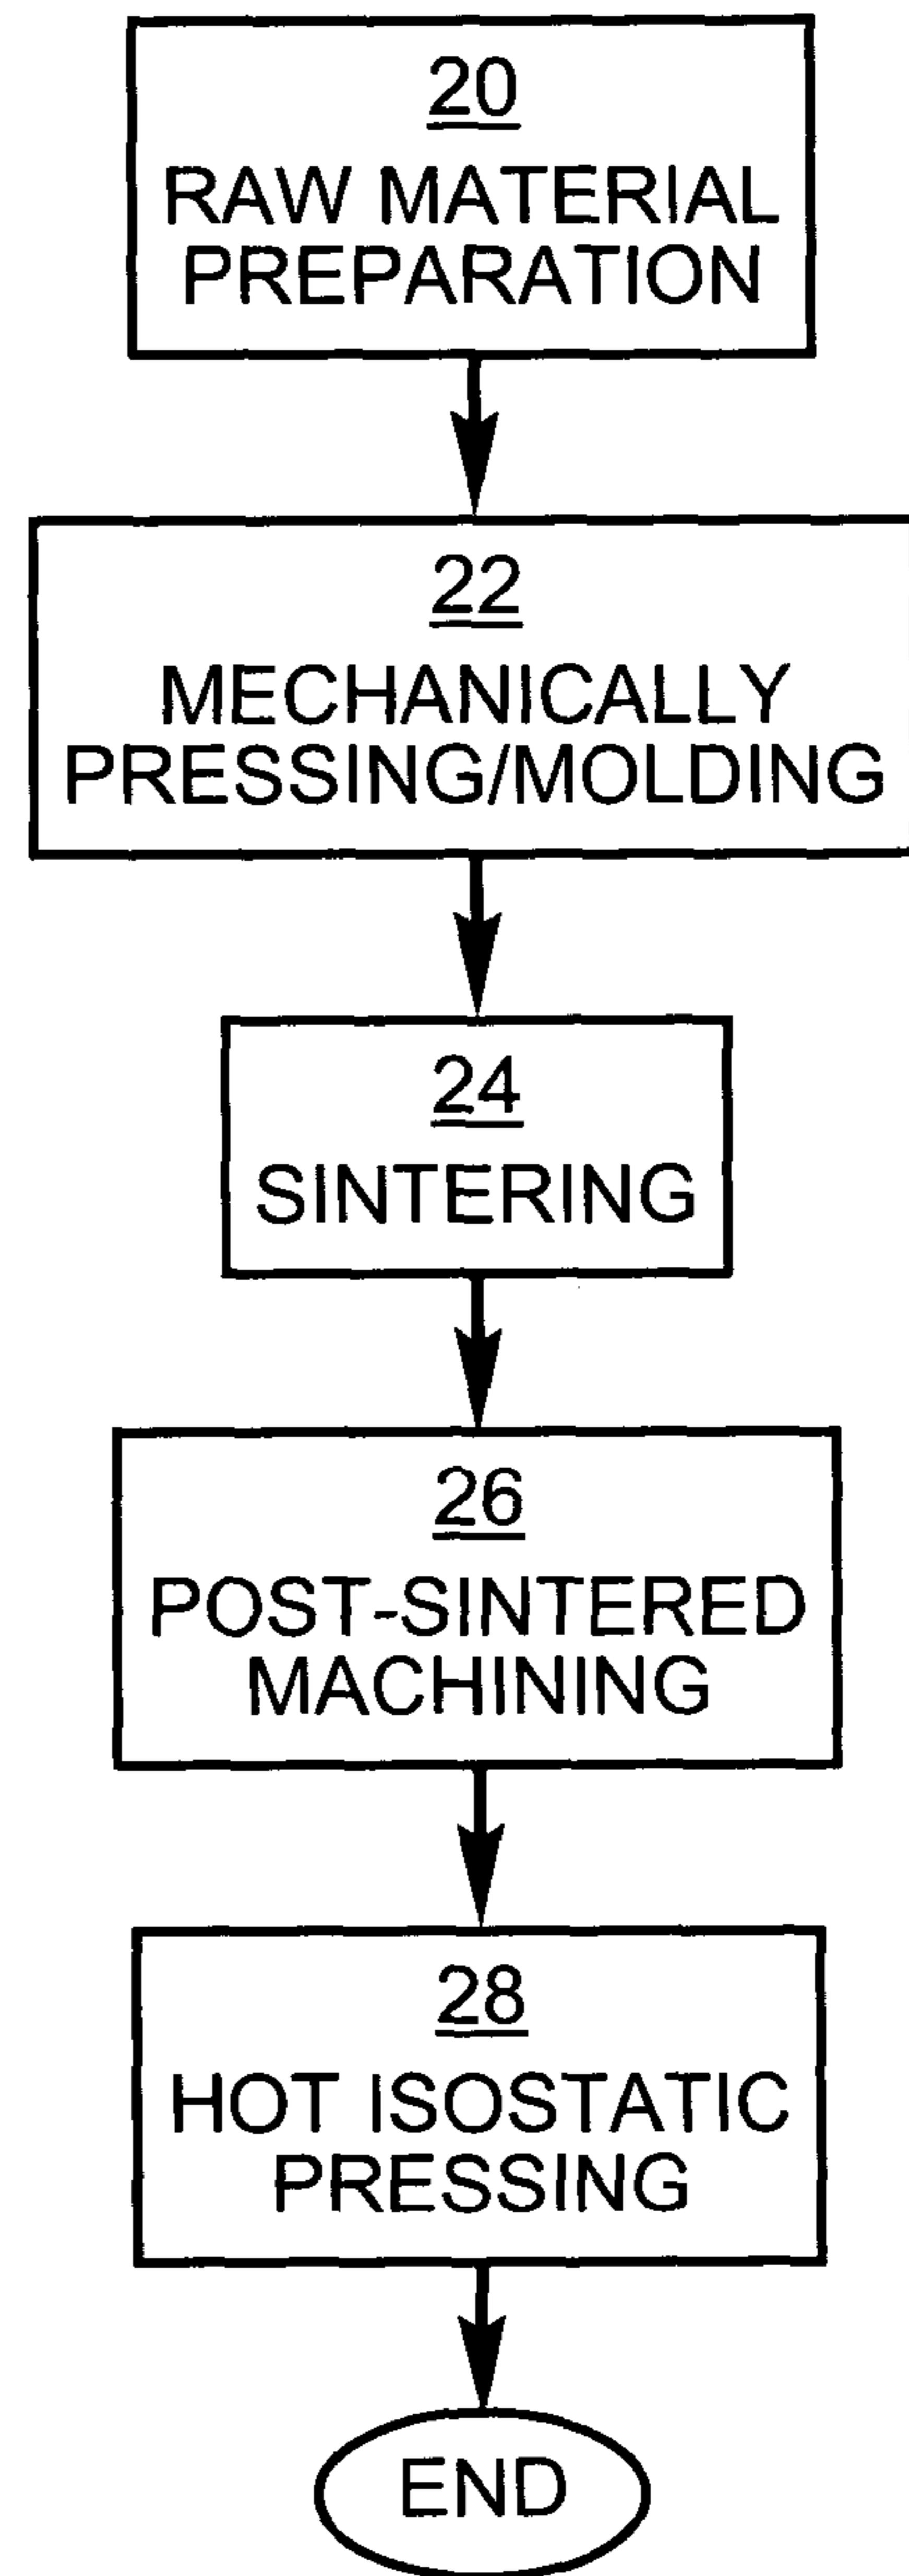 20
RAW MATERIAL
PREPARATION
22
MECHANICALLY
PRESSING/MOLDING
24
SINTERING
26
POST-SINTERED
MACHINING
28
HOT ISOSTATIC
PRESSING
END